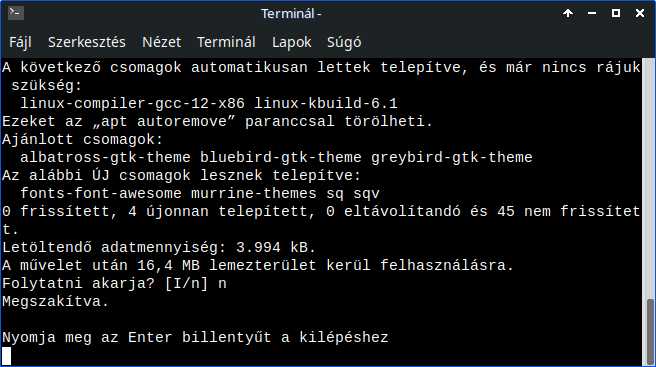 Terminál -
Fájl Szerkesztés Nézet Terminál Lapok Súgó
A következő csomagok automatikusan lettek telepítve, és már nincs rájuk
 szükség:
  linux-compiler-gcc-12-x86 linux-kbuild-6.1
Ezeket az „apt autoremove” paranccsal törölheti.
Ajánlott csomagok:
  albatross-gtk-theme bluebird-gtk-theme greybird-gtk-theme
Az alábbi ÚJ csomagok lesznek telepítve:
  fonts-font-awesome murrine-themes sq sqv
0 frissített, 4 újonnan telepített, 0 eltávolítandó és 45 nem frissítet
t.
Letöltendő adatmennyiség: 3.994 kB.
A művelet után 16,4 MB lemezterület kerül felhasználásra.
Folytatni akarja? [I/n] n
Megszakítva.

Nyomja meg az Enter billentyűt a kilépéshez